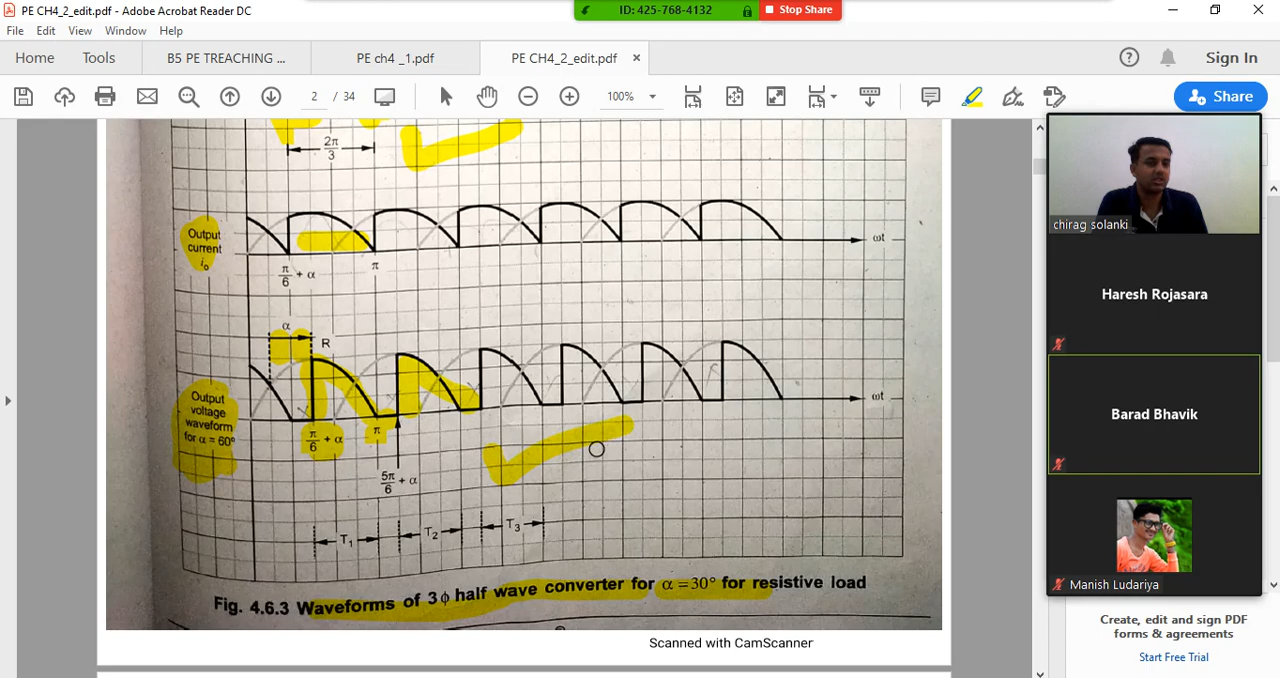 PE CH4_2_edit.pdf - Adobe Acrobat Reader DC
ID: 425-768-4132
Stop Share
File Edit View Window Help
Home Tools B5 PE TREACHING ... PE ch4 _1.pdf PE CH4_2_edit.pdf
Sign In
2 / 34
100%
Share
2π
3
Output
current
i₀
ωt
π/6 + α
π
α
R
Output
voltage
waveform
for α = 60°
ωt
π/6 + α
π
5π/6 + α
T₁ T₂ T₃
Fig. 4.6.3 Waveforms of 3ϕ half wave converter for α = 30° for resistive load
Scanned with CamScanner
chirag solanki
Haresh Rojasara
Barad Bhavik
Manish Ludariya
Create, edit and sign PDF
forms & agreements
Start Free Trial